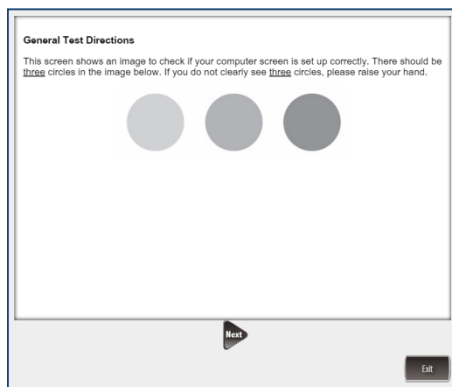 General Test Directions
This screen shows an image to check if your computer screen is set up correctly. There should be
three circles in the image below. If you do not clearly see three circles, please raise your hand.
Next
Exit